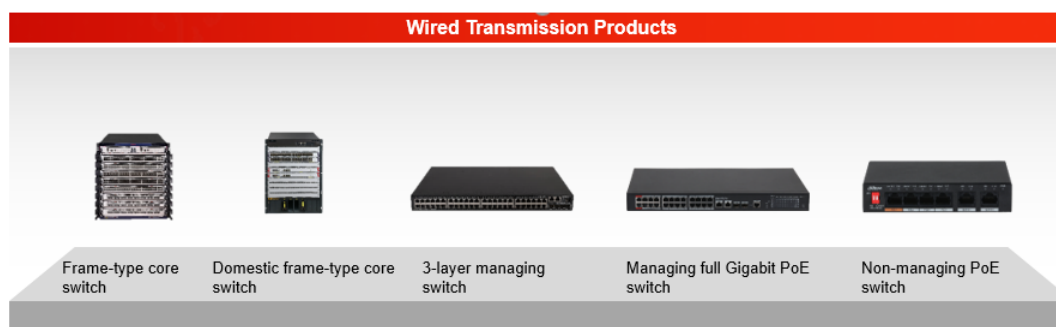 Wired Transmission Products
Frame-type core
switch
Domestic frame-type core
switch
3-layer managing
switch
Managing full Gigabit PoE
switch
Non-managing PoE
switch